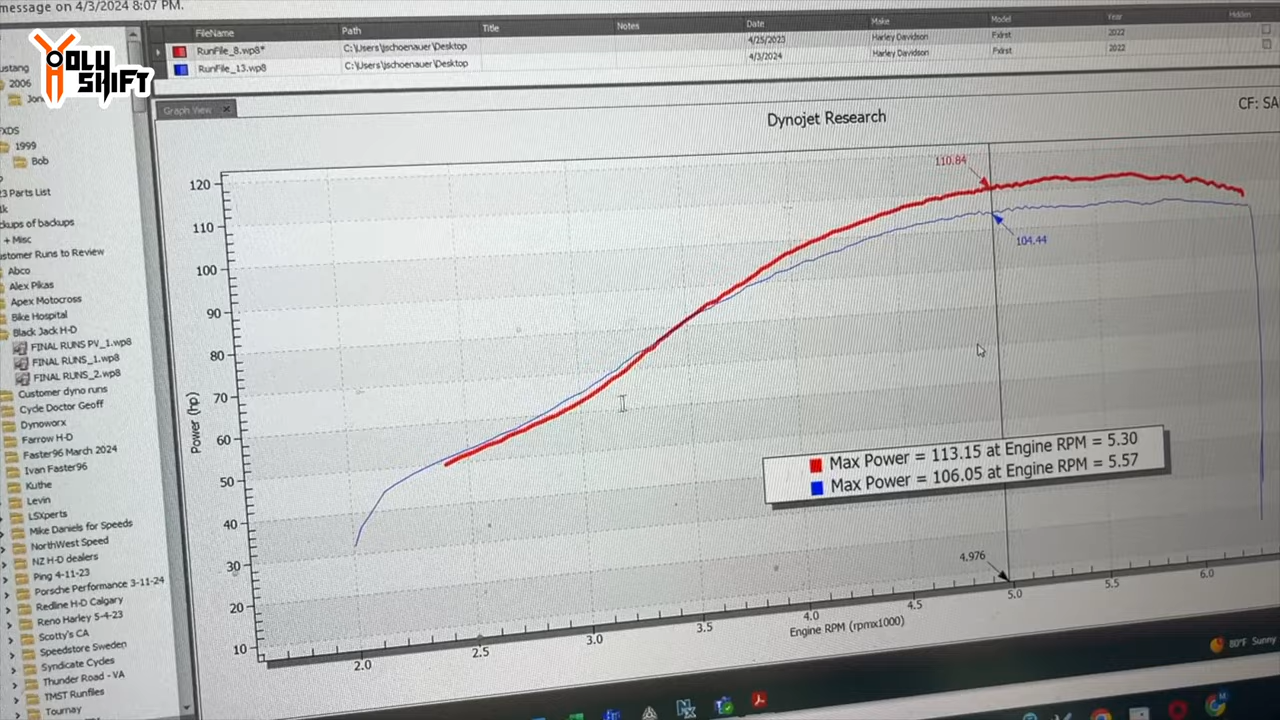 message on 4/3/2024 8:07 PM.
YOLY SHIFT
FileName Path Title Notes Date Make Model Year Hidden
RunFile_8.wp8* C:\Users\jschoenauer\Desktop 4/25/2023 Harley Davidson Fxlrst 2022
RunFile_13.wp8 C:\Users\jschoenauer\Desktop 4/3/2024 Harley Davidson Fxlrst 2022
ustang
2006
Jon
XDS
1999
Bob
23 Parts List
lk
ckups of backups
+ Misc
ustomer Runs to Review
Abco
Alex Pikas
Apex Motocross
Bike Hospital
Black Jack H-D
FINAL RUNS PV_1.wp8
FINAL RUNS_1.wp8
FINAL RUNS_2.wp8
Customer dyno runs
Cycle Doctor Geoff
Dynoworx
Farrow H-D
Faster96 March 2024
Ivan Faster96
Kuthe
Levin
LSXperts
Mike Daniels for Speeds
NorthWest Speed
NZ H-D dealers
Ping 4-11-23
Porsche Performance 3-11-24
Redline H-D Calgary
Reno Harley 5-4-23
Scotty's CA
Speedstore Sweden
Syndicate Cycles
Thunder Road - VA
TMST Runfiles
Tournay
Graph View
Dynojet Research
CF: SA
120
110
100
90
80
70
60
50
40
30
20
10
Power (hp)
110.84
104.44
Max Power = 113.15 at Engine RPM = 5.30
Max Power = 106.05 at Engine RPM = 5.57
4.976
2.0 2.5 3.0 3.5 4.0 4.5 5.0 5.5 6.0
Engine RPM (rpmx1000)
80°F Sunny